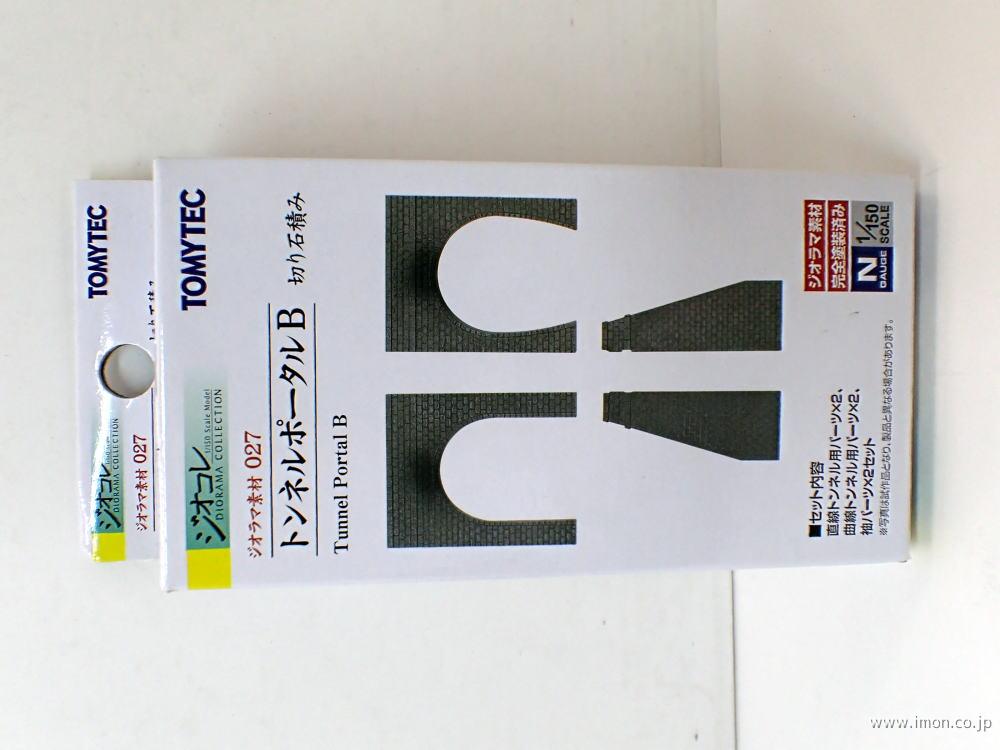 TOMYTEC
ジオコレ
DIORAMA COLLECTION
ジオラマ素材 027
TOMYTEC
ジオコレ
1/150 Scale Model
DIORAMA COLLECTION
ジオラマ素材 027
トンネルポータルB 切り石積み
Tunnel Portal B
ジオラマ素材
完全塗装済み
N GAUGE 1/150 SCALE
■セット内容
直線トンネル用パーツ×2、
曲線トンネル用パーツ×2、
袖パーツ×2セット
※写真は試作品となり、製品と異なる場合があります。
www.imon.co.jp